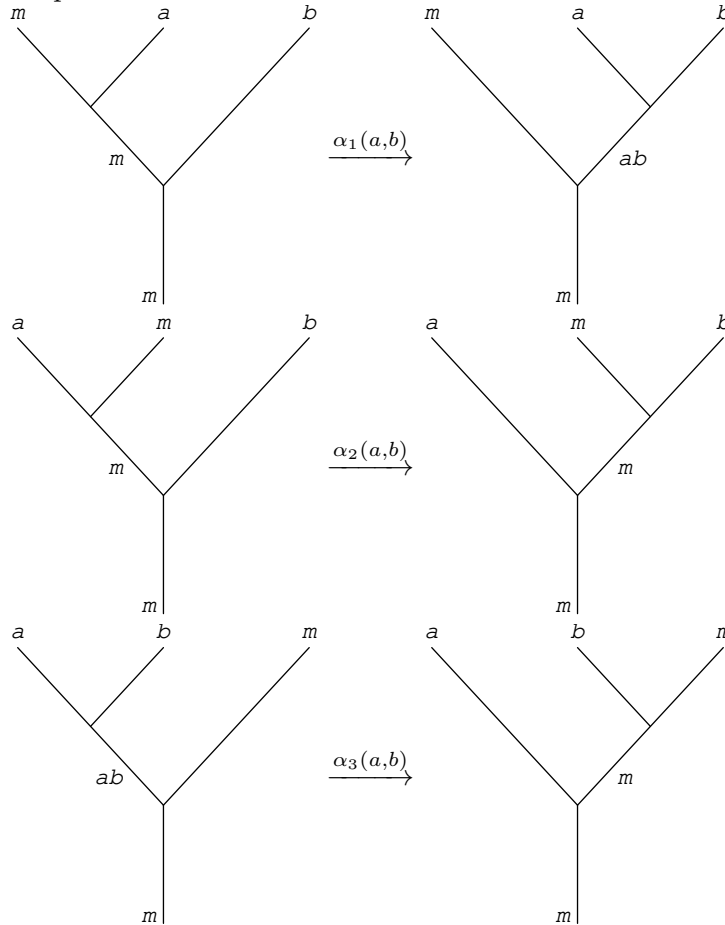 m a b m a b
α₁(a,b)
m ab
m m
a m b a m b
α₂(a,b)
m m
m m
a b m a b m
α₃(a,b)
ab m
m m